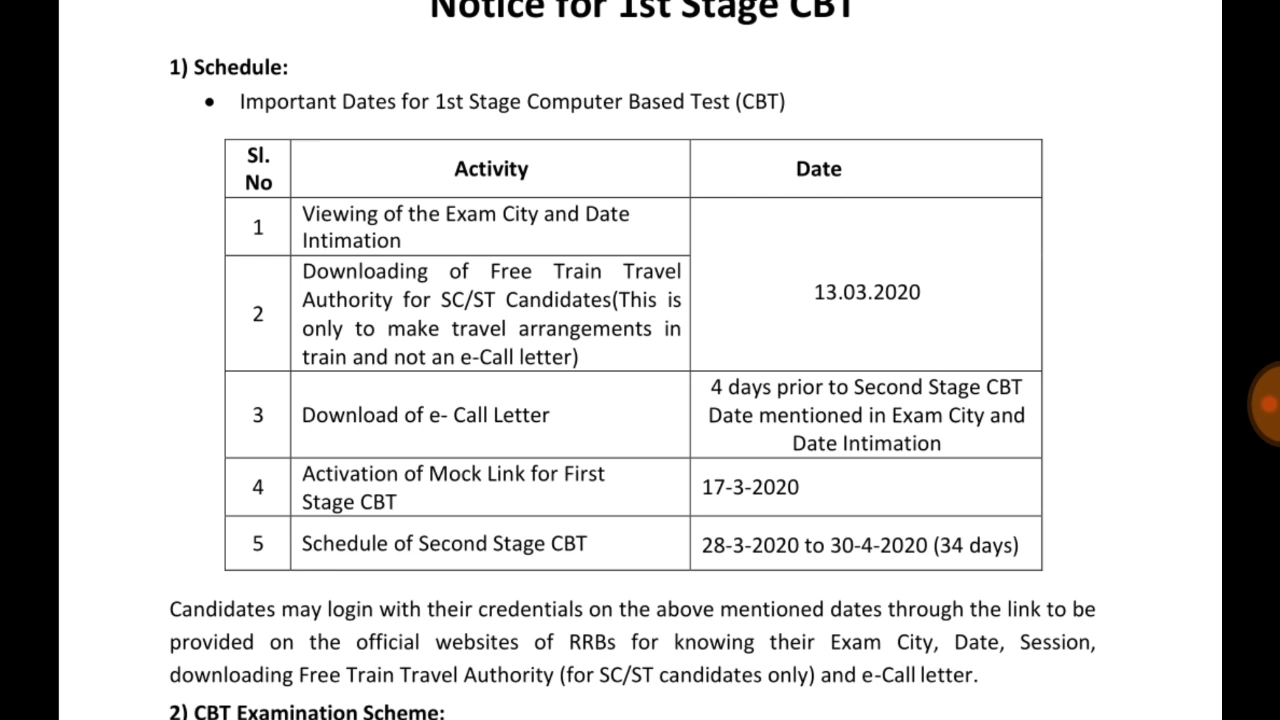 Notice for 1st Stage CBT
1) Schedule:
• Important Dates for 1st Stage Computer Based Test (CBT)
Sl.
No
Activity
Date
1
Viewing of the Exam City and Date
Intimation
13.03.2020
2
Downloading of Free Train Travel
Authority for SC/ST Candidates(This is
only to make travel arrangements in
train and not an e-Call letter)
3
Download of e- Call Letter
4 days prior to Second Stage CBT
Date mentioned in Exam City and
Date Intimation
4
Activation of Mock Link for First
Stage CBT
17-3-2020
5
Schedule of Second Stage CBT
28-3-2020 to 30-4-2020 (34 days)
Candidates may login with their credentials on the above mentioned dates through the link to be
provided on the official websites of RRBs for knowing their Exam City, Date, Session,
downloading Free Train Travel Authority (for SC/ST candidates only) and e-Call letter.
2) CBT Examination Scheme: